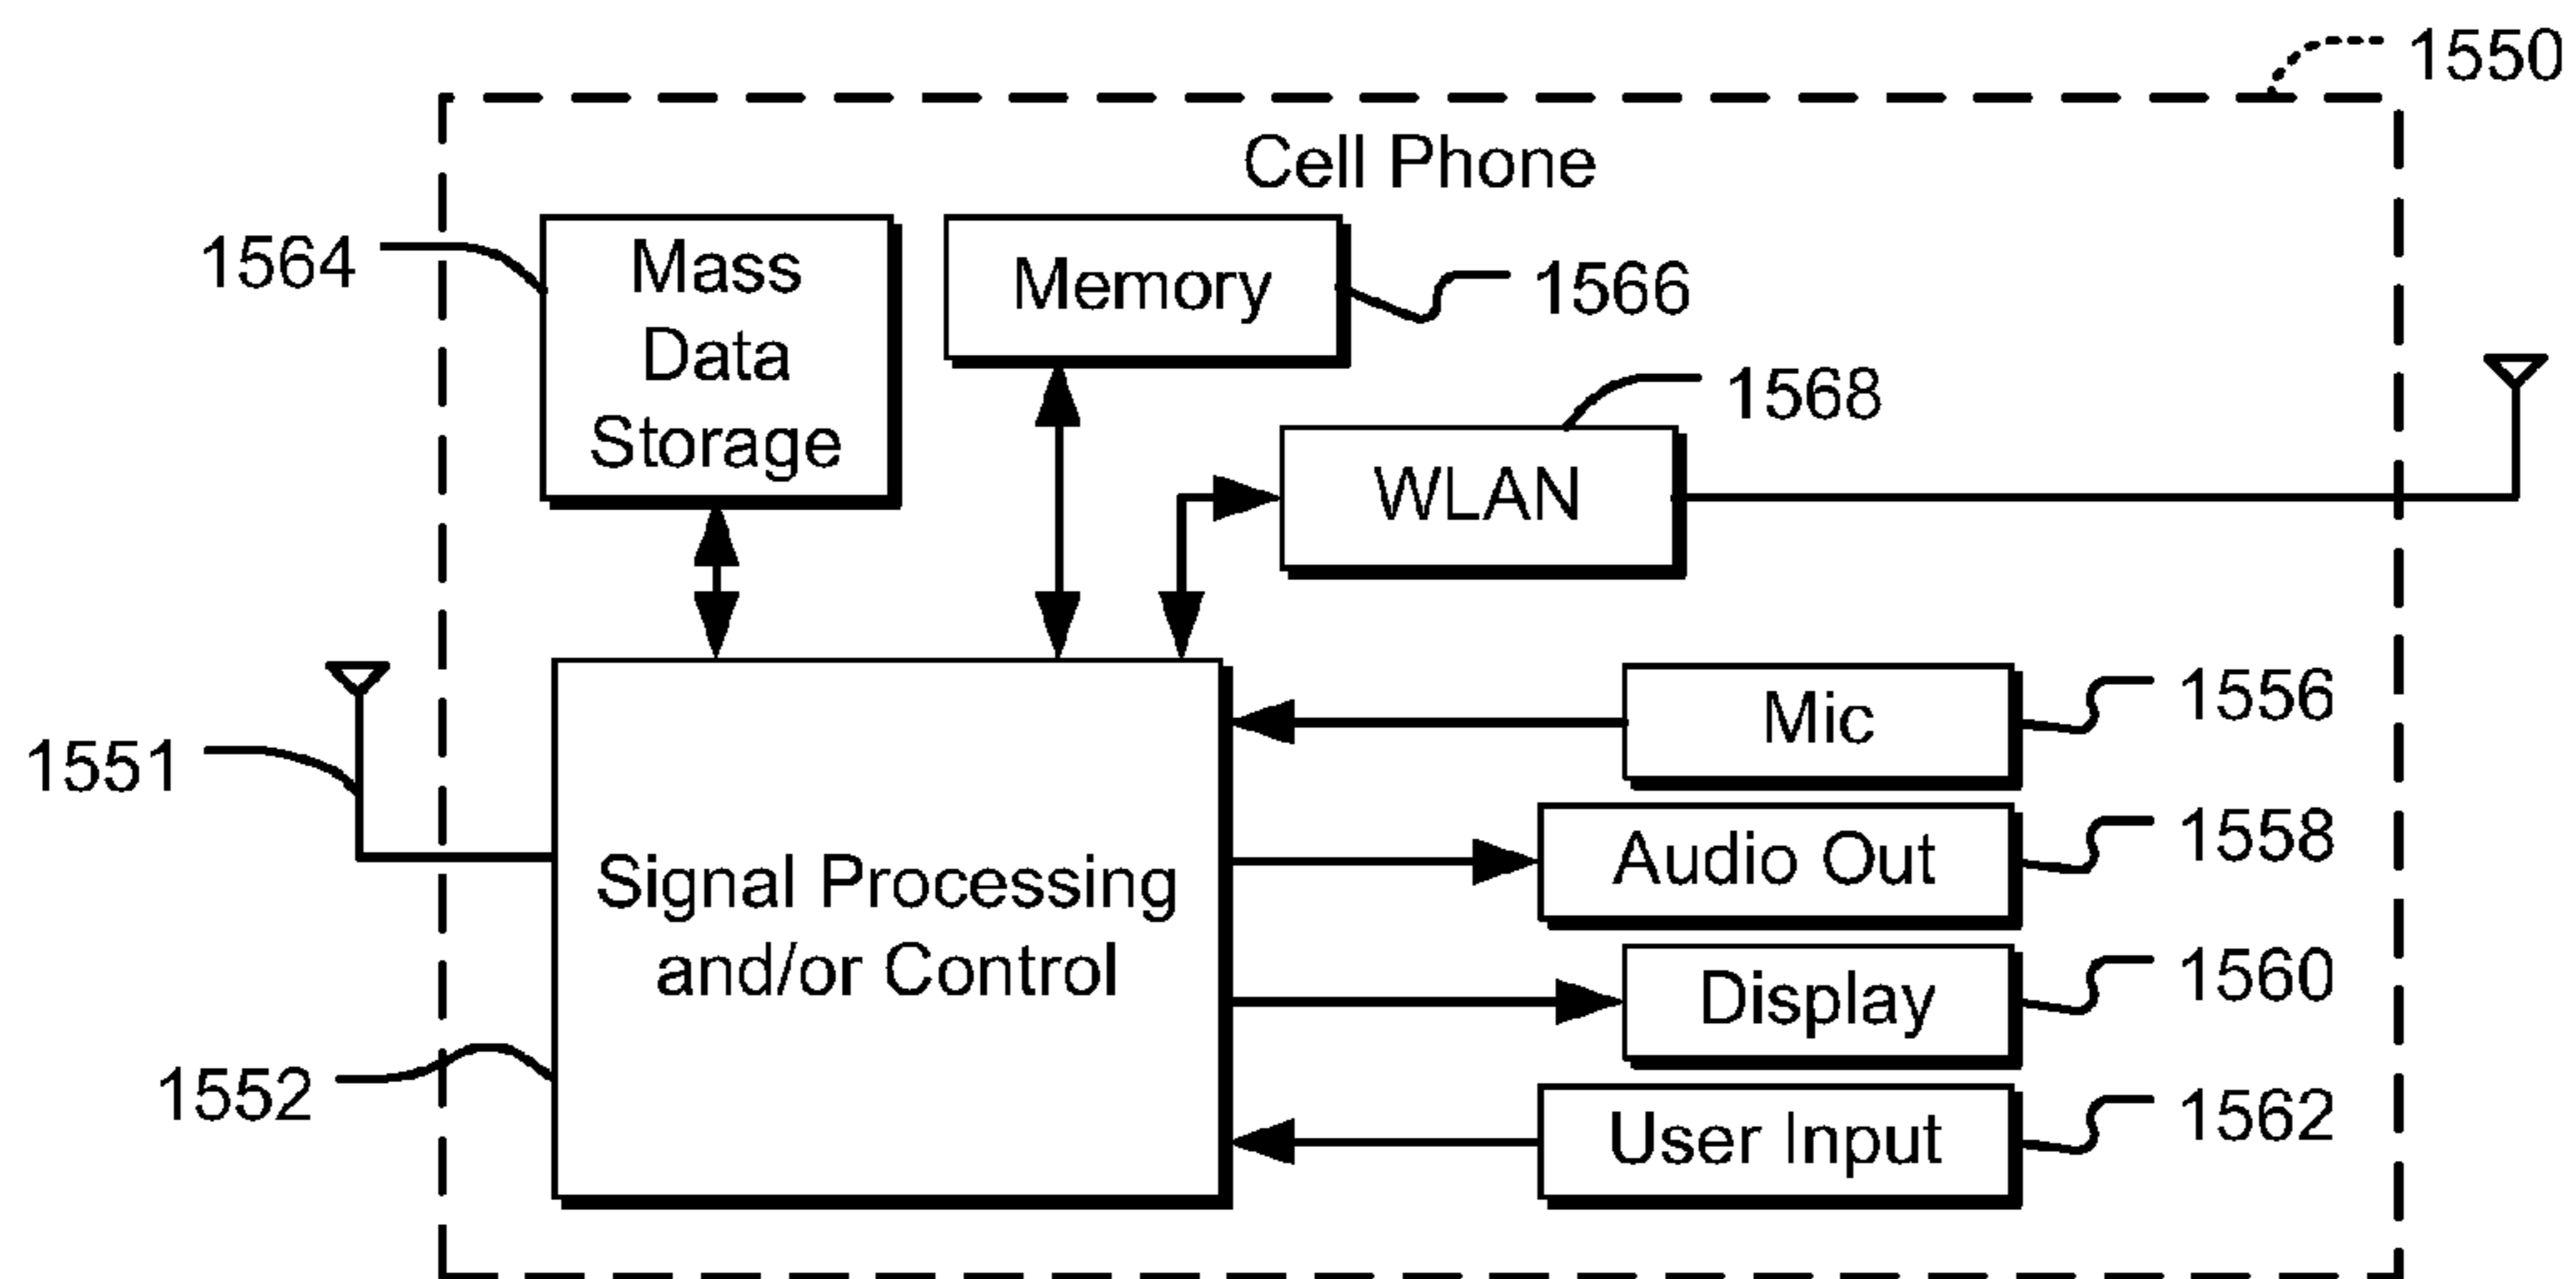 1550
Cell Phone
1564
Mass
Data
Storage
Memory
1566
1568
WLAN
1551
1552
Signal Processing
and/or Control
Mic
1556
Audio Out
1558
Display
1560
User Input
1562